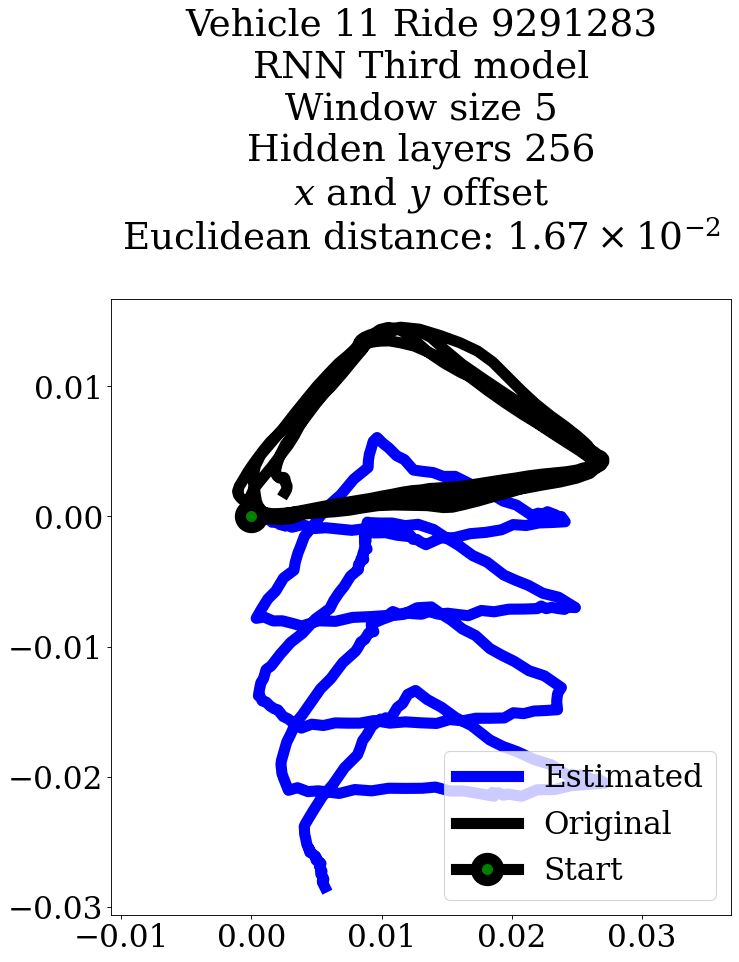 Vehicle 11 Ride 9291283
RNN Third model
Window size 5
Hidden layers 256
x and y offset
Euclidean distance: 1.67 × 10⁻²
0.01
0.00
−0.01
−0.02
−0.03
−0.01 0.00 0.01 0.02 0.03
Estimated
Original
Start